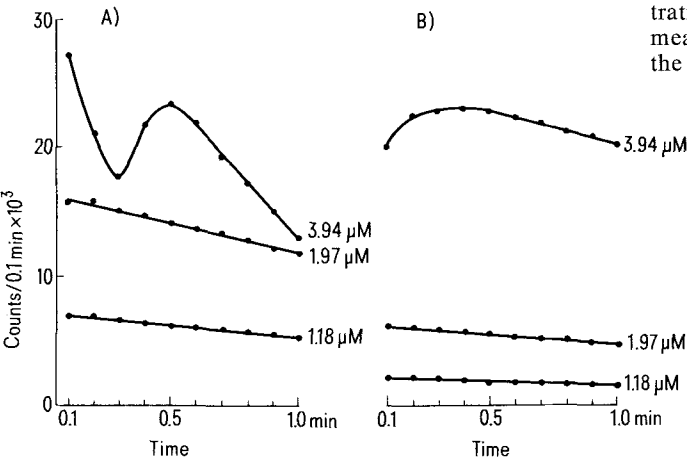 A)
B)
trati
mea
the
30
20
10
0
Counts/0.1 min × 10³
3.94 µM
1.97 µM
1.18 µM
0.1 0.5 1.0 min
Time
3.94 µM
1.97 µM
1.18 µM
0.1 0.5 1.0 min
Time